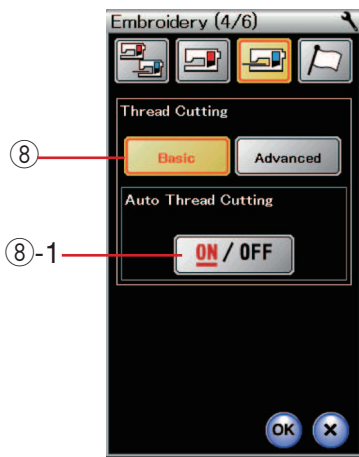 Embroidery (4/6)
Thread Cutting
⑧ Basic Advanced
Auto Thread Cutting
⑧-1 ON / OFF
OK X